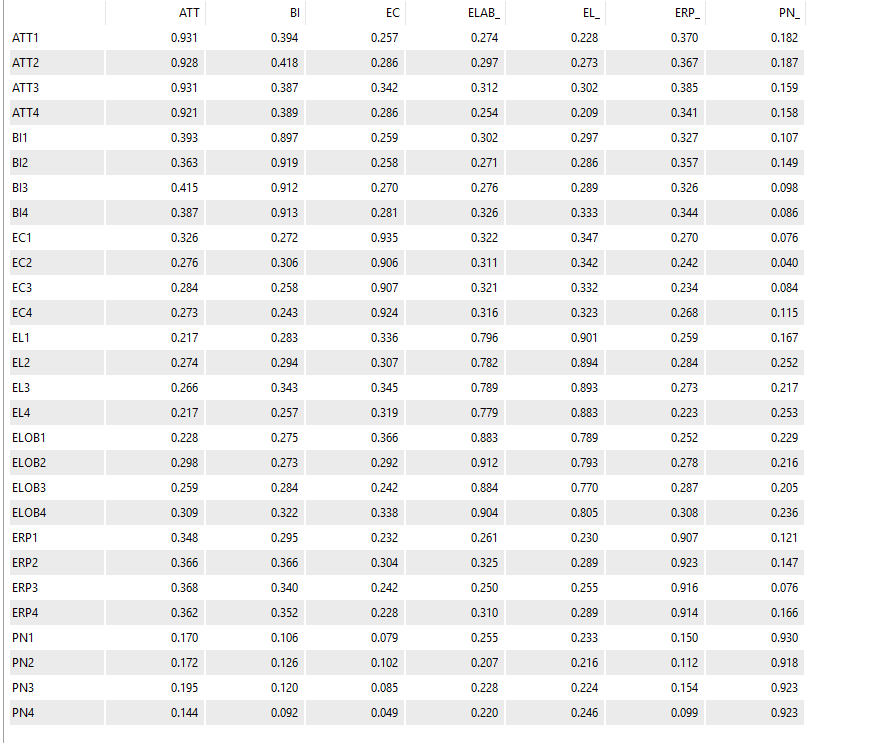 ATT BI EC ELAB_ EL_ ERP_ PN_
ATT1 0.931 0.394 0.257 0.274 0.228 0.370 0.182
ATT2 0.928 0.418 0.286 0.297 0.273 0.367 0.187
ATT3 0.931 0.387 0.342 0.312 0.302 0.385 0.159
ATT4 0.921 0.389 0.286 0.254 0.209 0.341 0.158
BI1 0.393 0.897 0.259 0.302 0.297 0.327 0.107
BI2 0.363 0.919 0.258 0.271 0.286 0.357 0.149
BI3 0.415 0.912 0.270 0.276 0.289 0.326 0.098
BI4 0.387 0.913 0.281 0.326 0.333 0.344 0.086
EC1 0.326 0.272 0.935 0.322 0.347 0.270 0.076
EC2 0.276 0.306 0.906 0.311 0.342 0.242 0.040
EC3 0.284 0.258 0.907 0.321 0.332 0.234 0.084
EC4 0.273 0.243 0.924 0.316 0.323 0.268 0.115
EL1 0.217 0.283 0.336 0.796 0.901 0.259 0.167
EL2 0.274 0.294 0.307 0.782 0.894 0.284 0.252
EL3 0.266 0.343 0.345 0.789 0.893 0.273 0.217
EL4 0.217 0.257 0.319 0.779 0.883 0.223 0.253
ELOB1 0.228 0.275 0.366 0.883 0.789 0.252 0.229
ELOB2 0.298 0.273 0.292 0.912 0.793 0.278 0.216
ELOB3 0.259 0.284 0.242 0.884 0.770 0.287 0.205
ELOB4 0.309 0.322 0.338 0.904 0.805 0.308 0.236
ERP1 0.348 0.295 0.232 0.261 0.230 0.907 0.121
ERP2 0.366 0.366 0.304 0.325 0.289 0.923 0.147
ERP3 0.368 0.340 0.242 0.250 0.255 0.916 0.076
ERP4 0.362 0.352 0.228 0.310 0.289 0.914 0.166
PN1 0.170 0.106 0.079 0.255 0.233 0.150 0.930
PN2 0.172 0.126 0.102 0.207 0.216 0.112 0.918
PN3 0.195 0.120 0.085 0.228 0.224 0.154 0.923
PN4 0.144 0.092 0.049 0.220 0.246 0.099 0.923